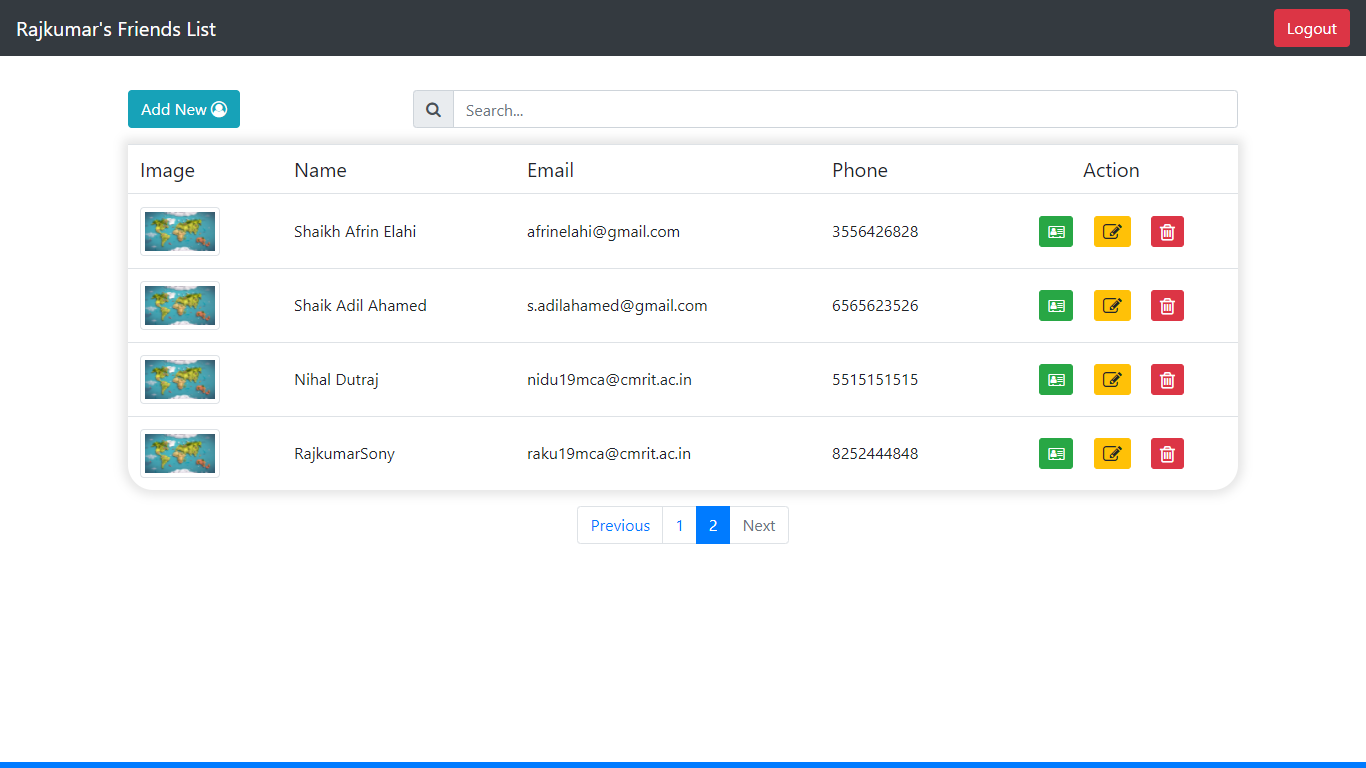 Rajkumar's Friends List
Logout
Add New
Search...
Image Name Email Phone Action
Shaikh Afrin Elahi afrinelahi@gmail.com 3556426828
Shaik Adil Ahamed s.adilahamed@gmail.com 6565623526
Nihal Dutraj nidu19mca@cmrit.ac.in 5515151515
RajkumarSony raku19mca@cmrit.ac.in 8252444848
Previous 1 2 Next